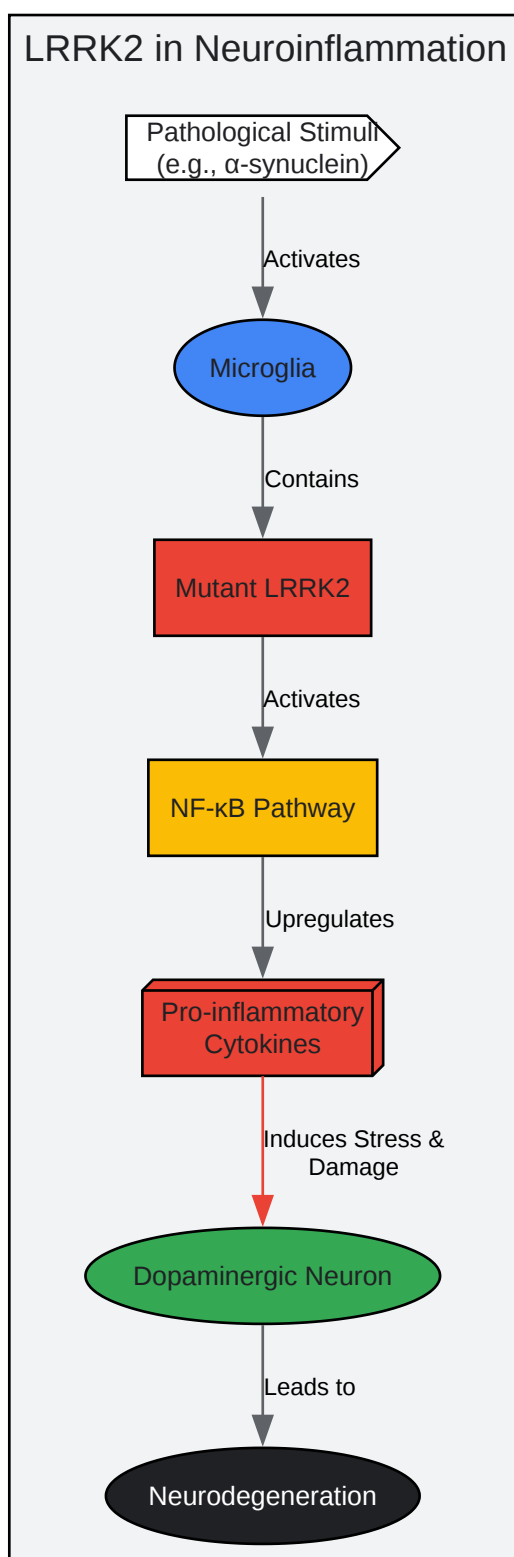 LRRK2 in Neuroinflammation
Pathological Stimuli
(e.g., α-synuclein)
Activates
Microglia
Contains
Mutant LRRK2
Activates
NF-κB Pathway
Upregulates
Pro-inflammatory
Cytokines
Induces Stress &
Damage
Dopaminergic Neuron
Leads to
Neurodegeneration